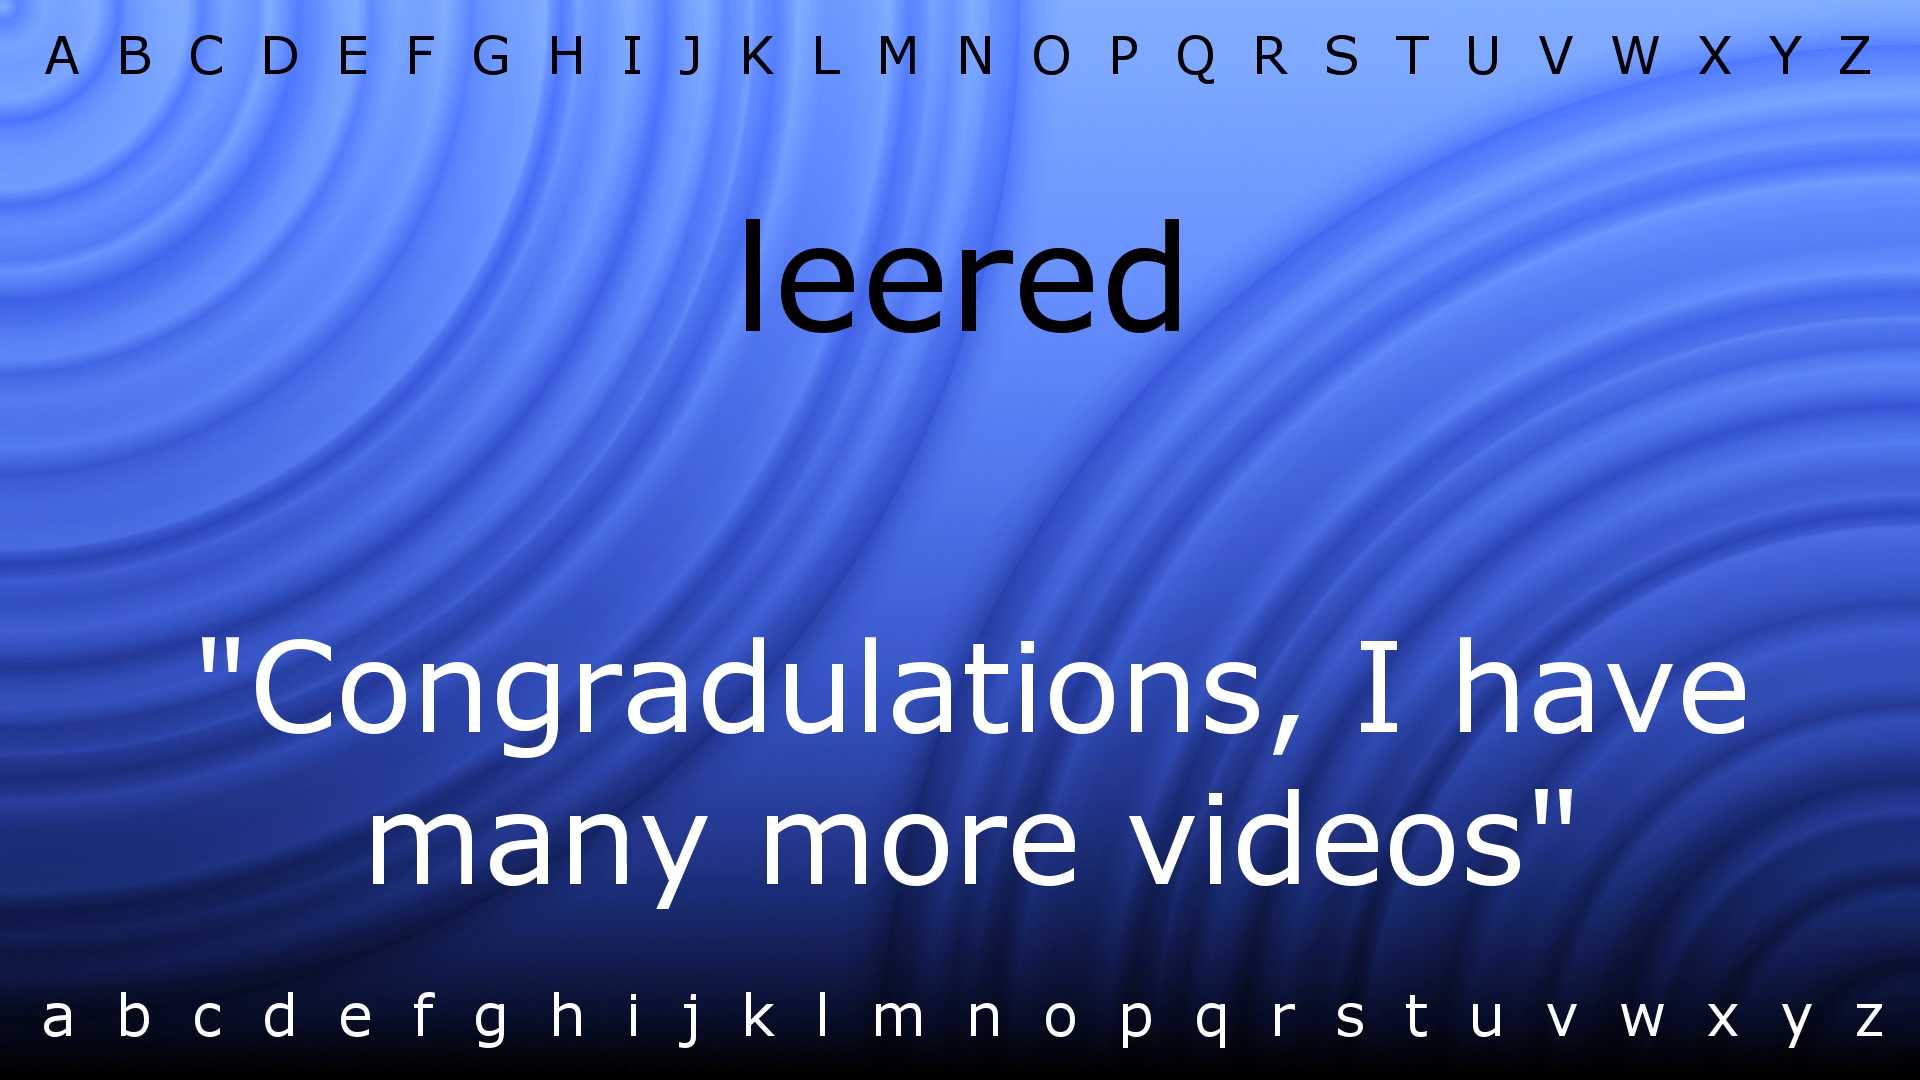 A B C D E F G H I J K L M N O P Q R S T U V W X Y Z
leered
"Congradulations, I have
many more videos"
a b c d e f g h i j k l m n o p q r s t u v w x y z